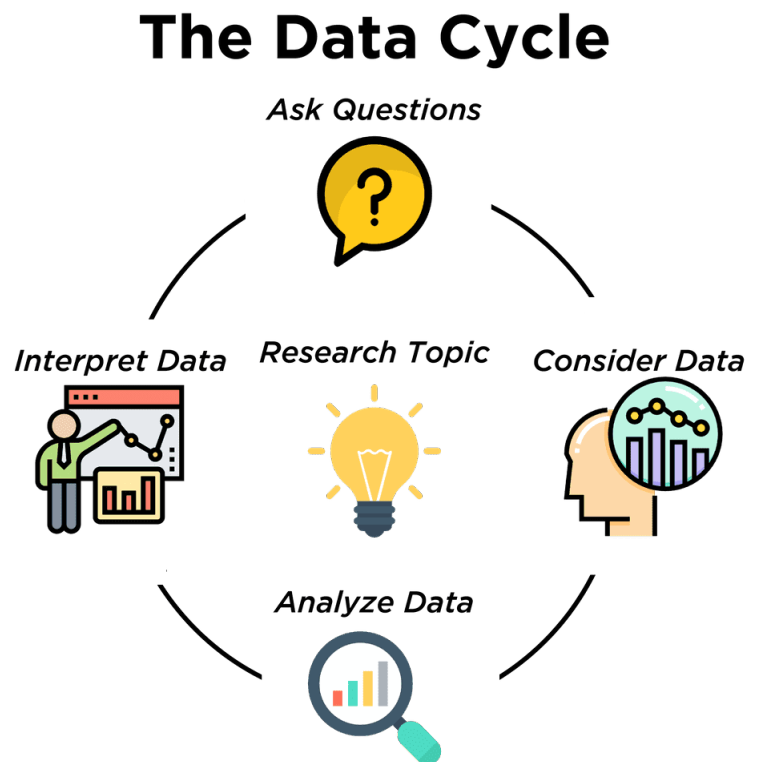 The Data Cycle
Ask Questions
?
Interpret Data
Research Topic
Consider Data
Analyze Data